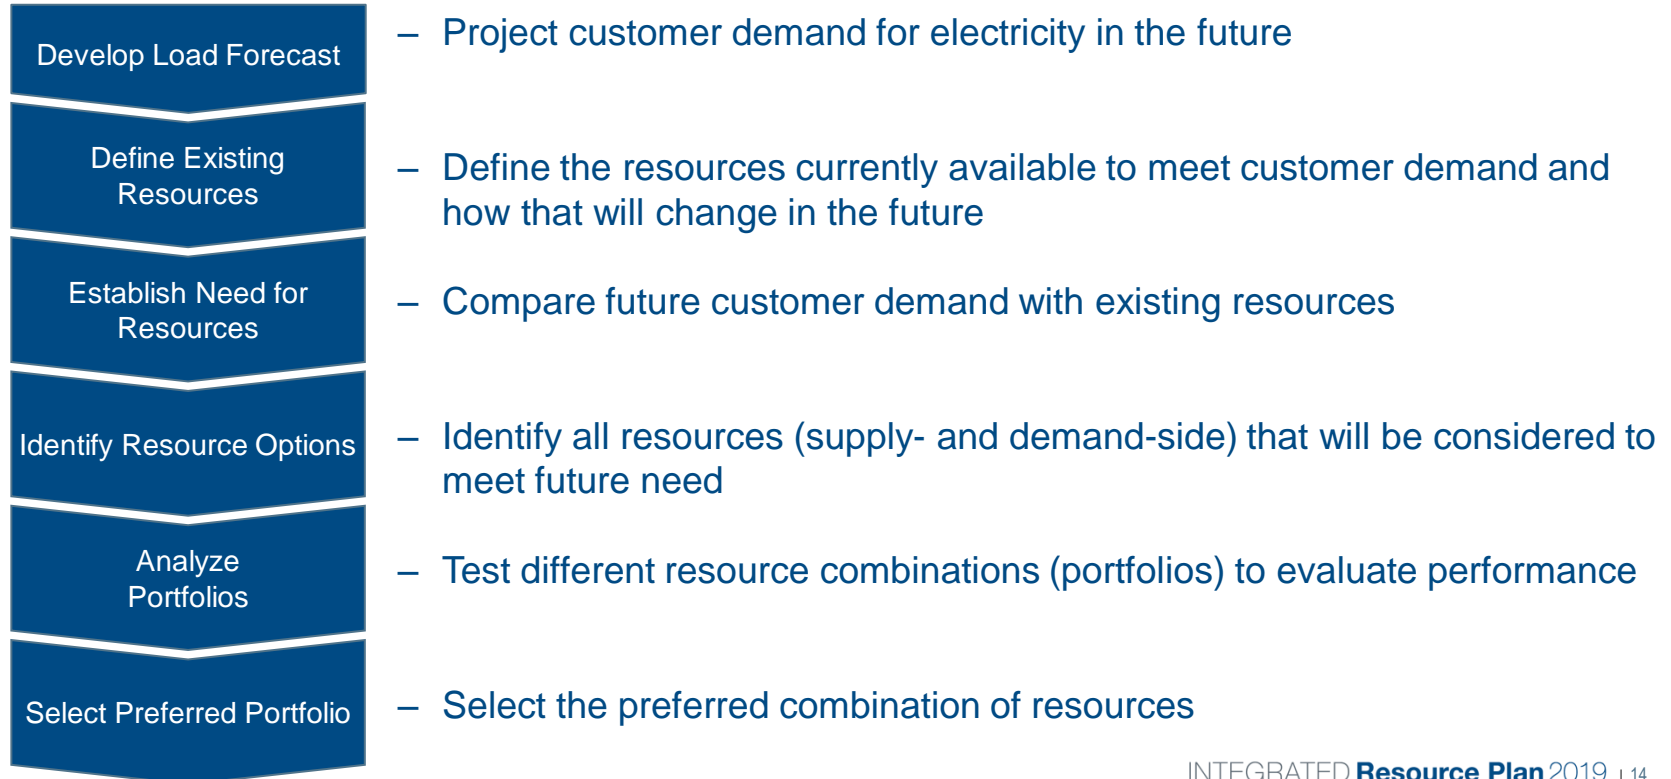 Develop Load Forecast
– Project customer demand for electricity in the future
Define Existing
Resources
– Define the resources currently available to meet customer demand and
how that will change in the future
Establish Need for
Resources
– Compare future customer demand with existing resources
Identify Resource Options
– Identify all resources (supply- and demand-side) that will be considered to
meet future need
Analyze
Portfolios
– Test different resource combinations (portfolios) to evaluate performance
Select Preferred Portfolio
– Select the preferred combination of resources
INTEGRATED Resource Plan 2019 | 14